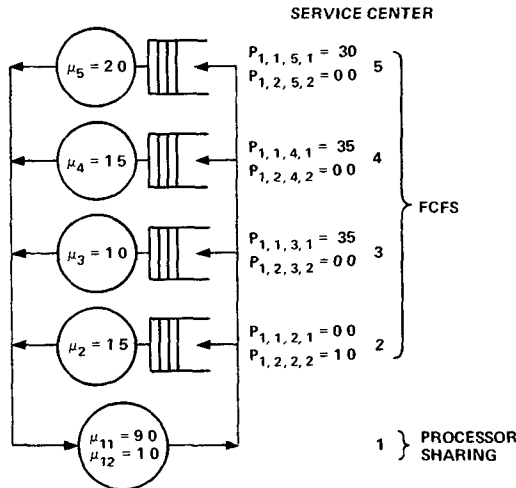 SERVICE CENTER
μ5 = 20
P1,1,5,1 = 30
P1,2,5,2 = 00
5
μ4 = 15
P1,1,4,1 = 35
P1,2,4,2 = 00
4
FCFS
μ3 = 10
P1,1,3,1 = 35
P1,2,3,2 = 00
3
μ2 = 15
P1,1,2,1 = 00
P1,2,2,2 = 10
2
μ11 = 90
μ12 = 10
1
PROCESSOR
SHARING